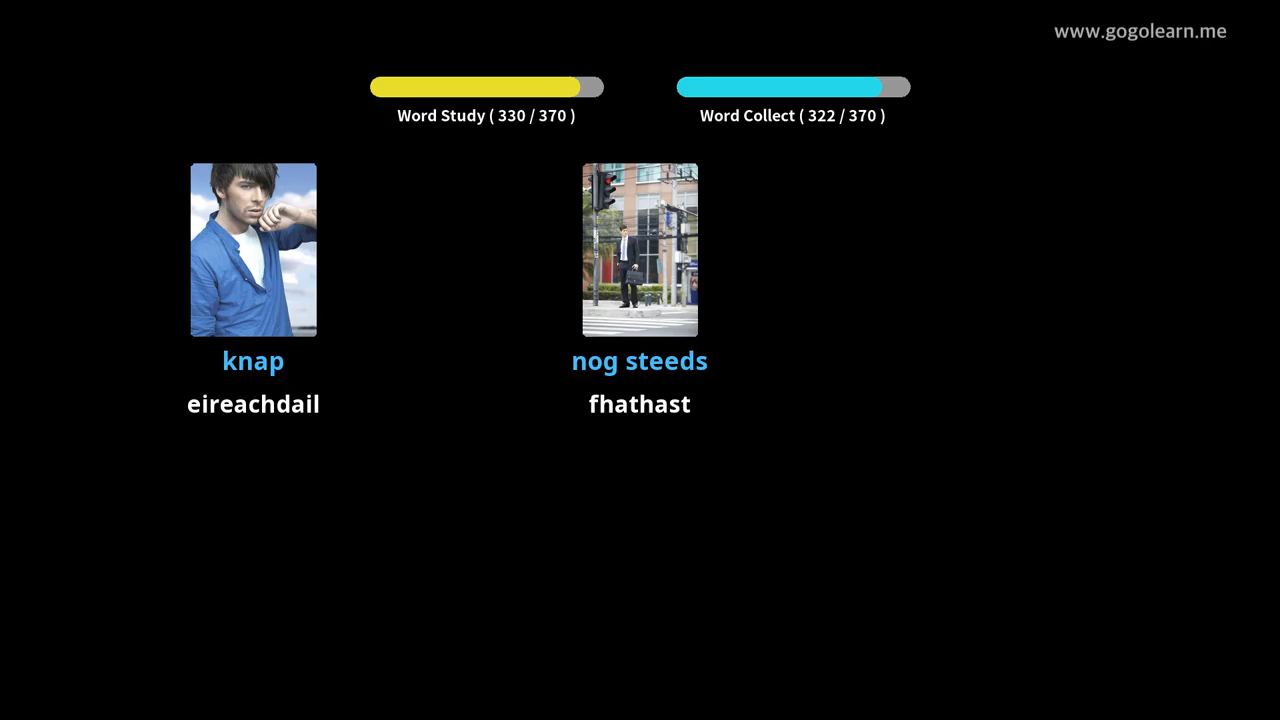 www.gogolearn.me
Word Study ( 330 / 370 )
Word Collect ( 322 / 370 )
knap
nog steeds
eireachdail
fhathast